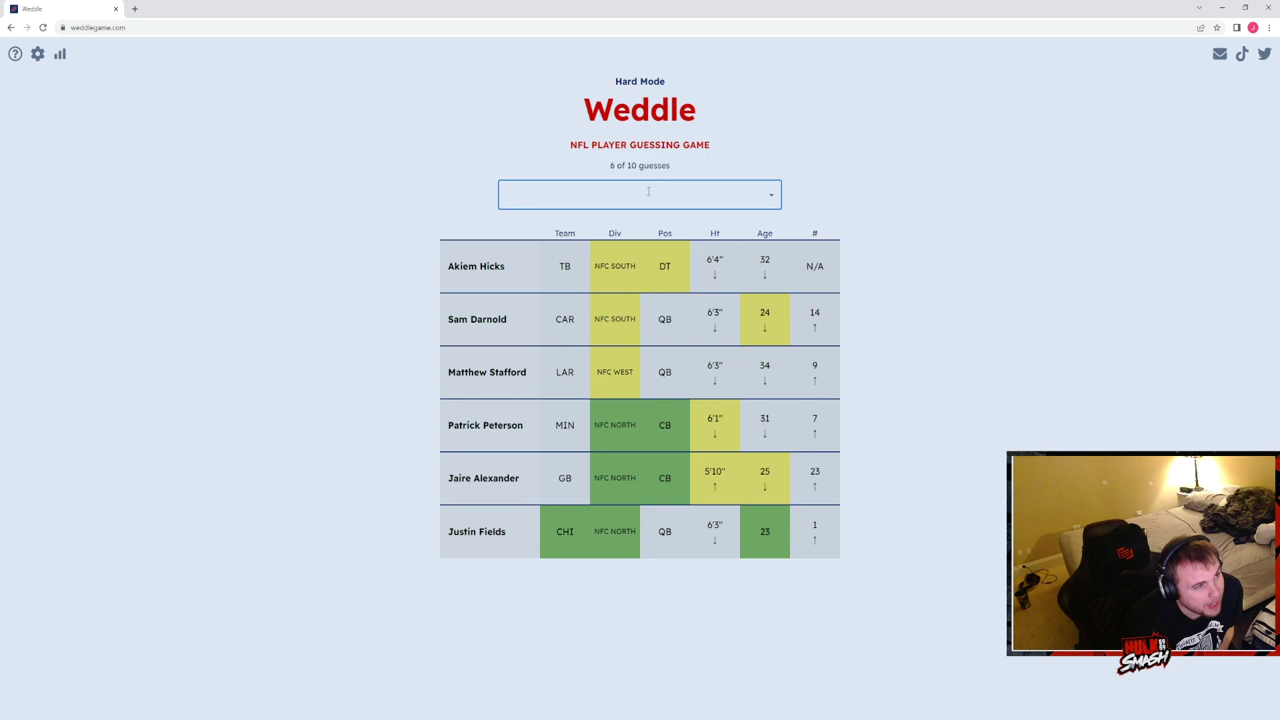 Weddle
weddlegame.com
Hard Mode
Weddle
NFL PLAYER GUESSING GAME
6 of 10 guesses
Team Div Pos Ht Age #
Akiem Hicks TB NFC SOUTH DT 6'4" ↓ 32 ↓ N/A
Sam Darnold CAR NFC SOUTH QB 6'3" ↓ 24 ↓ 14 ↑
Matthew Stafford LAR NFC WEST QB 6'3" ↓ 34 ↓ 9 ↑
Patrick Peterson MIN NFC NORTH CB 6'1" ↓ 31 ↓ 7 ↑
Jaire Alexander GB NFC NORTH CB 5'10" ↑ 25 ↓ 23 ↑
Justin Fields CHI NFC NORTH QB 6'3" ↓ 23 1 ↑
HULK
SMASH